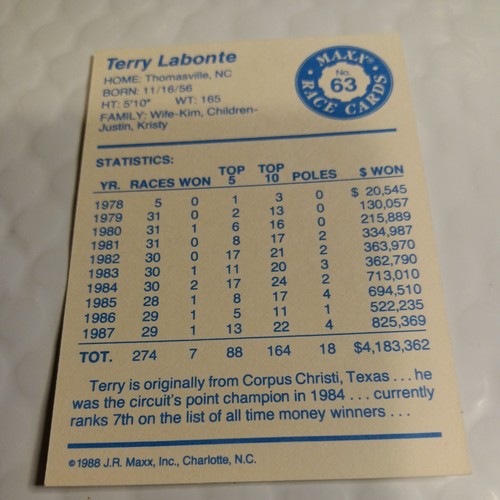 Terry Labonte
HOME: Thomasville, NC
BORN: 11/16/56
HT: 5'10" WT: 165
FAMILY: Wife-Kim, Children-
Justin, Kristy
MAXX®
No.
63
RACE CARDS
STATISTICS:
YR. RACES WON TOP 5 TOP 10 POLES $ WON
1978 5 0 1 3 0 $ 20,545
1979 31 0 2 13 0 130,057
1980 31 1 6 16 0 215,889
1981 31 0 8 17 2 334,987
1982 30 0 17 21 2 363,970
1983 30 1 11 20 3 362,790
1984 30 2 17 24 2 713,010
1985 28 1 8 17 4 694,510
1986 29 1 5 11 1 522,235
1987 29 1 13 22 4 825,369
TOT. 274 7 88 164 18 $4,183,362
Terry is originally from Corpus Christi, Texas . . . he
was the circuit's point champion in 1984 . . . currently
ranks 7th on the list of all time money winners . . .
©1988 J.R. Maxx, Inc., Charlotte, N.C.